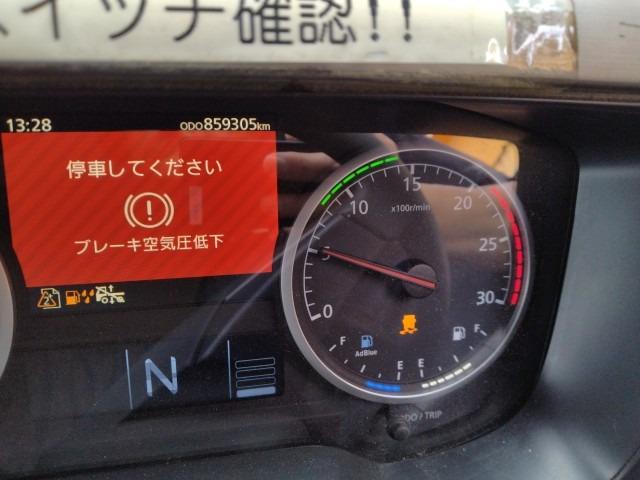 スイッチ確認!!
13:28 ODO859305km
停車してください
ブレーキ空気圧低下
N
0
5
10
15
20
25
30
x100r/min
F
AdBlue
E
E
F
ODO / TRIP